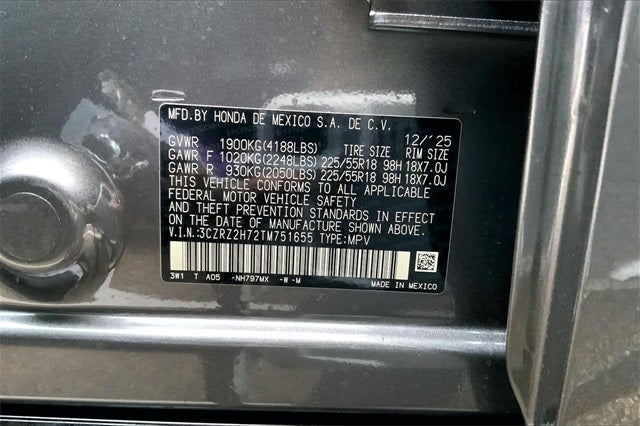 MFD.BY HONDA DE MEXICO S.A. DE C.V. 12/'25
GVWR 1900KG(4188LBS) TIRE SIZE RIM SIZE
GAWR F 1020KG(2248LBS) 225/55R18 98H 18X7.0J
GAWR R 930KG(2050LBS) 225/55R18 98H 18X7.0J
THIS VEHICLE CONFORMS TO ALL APPLICABLE
FEDERAL MOTOR VEHICLE SAFETY
AND THEFT PREVENTION STANDARDS IN EFFECT
ON THE DATE OF MANUFACTURE SHOWN ABOVE.
V.I.N.:3CZRZ2H72TM751655 TYPE:MPV
3W1 T A05 -NH797MX -W -M MADE IN MEXICO